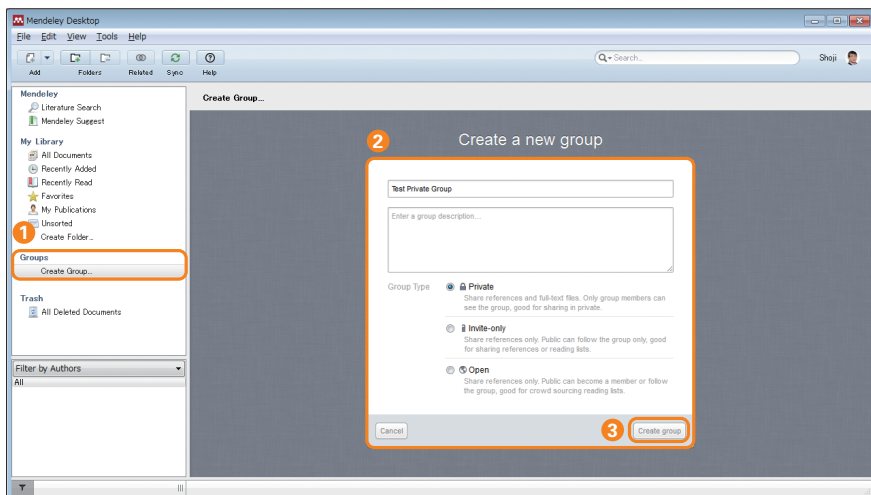 Mendeley Desktop
File Edit View Tools Help
Search...
Shoji
Add Folders Related Sync Help
Mendeley
Literature Search
Mendeley Suggest
My Library
All Documents
Recently Added
Recently Read
Favorites
My Publications
Unsorted
1
Create Folder...
Groups
Create Group...
Trash
All Deleted Documents
Filter by Authors
All
Create Group...
2
Create a new group
Test Private Group
Enter a group description...
Group Type
Private
Share references and full-text files. Only group members can
see the group, good for sharing in private.
Invite-only
Share references only. Public can follow the group only, good
for sharing references or reading lists.
Open
Share references only. Public can become a member or follow
the group, good for crowd sourcing reading lists.
Cancel
3
Create group